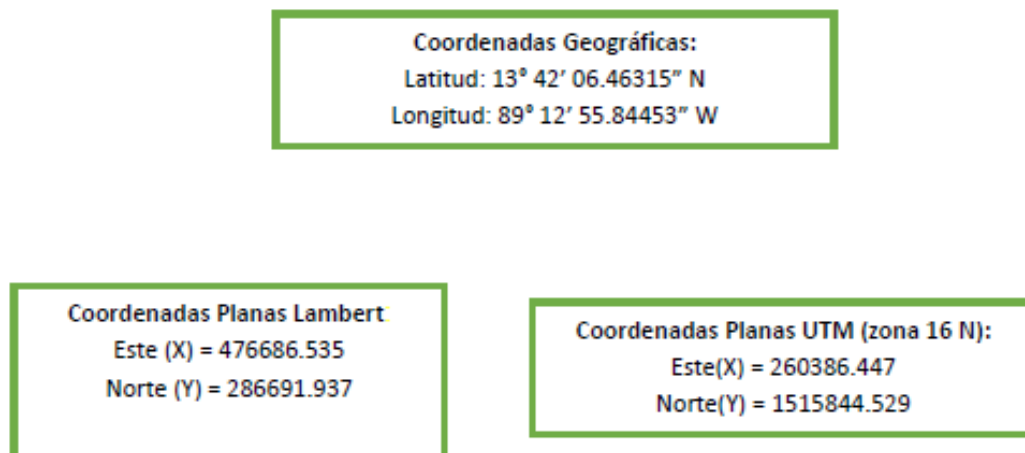 Coordenadas Geográficas:
Latitud: 13° 42’ 06.46315” N
Longitud: 89° 12’ 55.84453” W
Coordenadas Planas Lambert
Este (X) = 476686.535
Norte (Y) = 286691.937
Coordenadas Planas UTM (zona 16 N):
Este(X) = 260386.447
Norte(Y) = 1515844.529